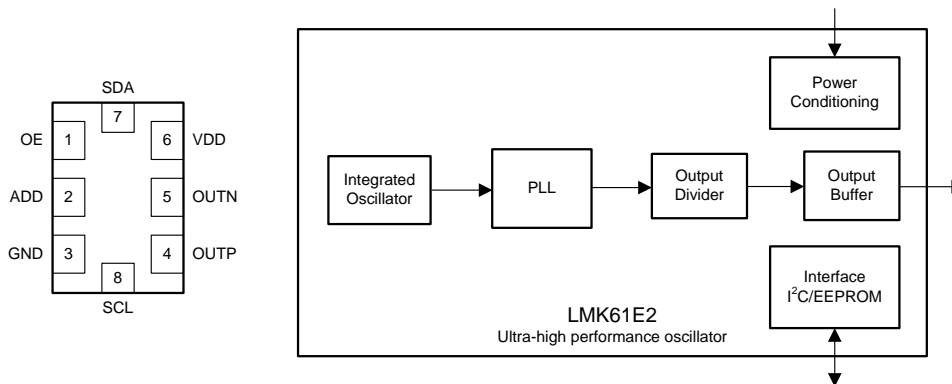 SDA
7
OE 1 6 VDD
ADD 2 5 OUTN
GND 3 4 OUTP
8
SCL
Power
Conditioning
Integrated
Oscillator
PLL
Output
Divider
Output
Buffer
Interface
I²C/EEPROM
LMK61E2
Ultra-high performance oscillator